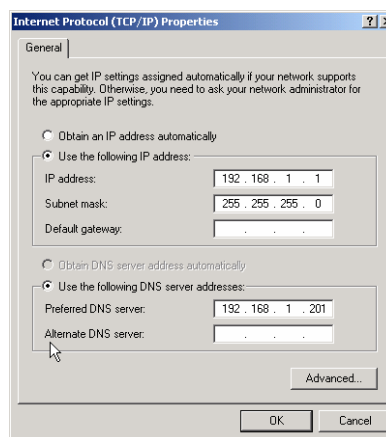 Internet Protocol (TCP/IP) Properties
General
You can get IP settings assigned automatically if your network supports
this capability. Otherwise, you need to ask your network administrator for
the appropriate IP settings.
Obtain an IP address automatically
Use the following IP address:
IP address: 192 . 168 . 1 . 1
Subnet mask: 255 . 255 . 255 . 0
Default gateway: . . .
Obtain DNS server address automatically
Use the following DNS server addresses:
Preferred DNS server: 192 . 168 . 1 . 201
Alternate DNS server: . . .
Advanced...
OK Cancel